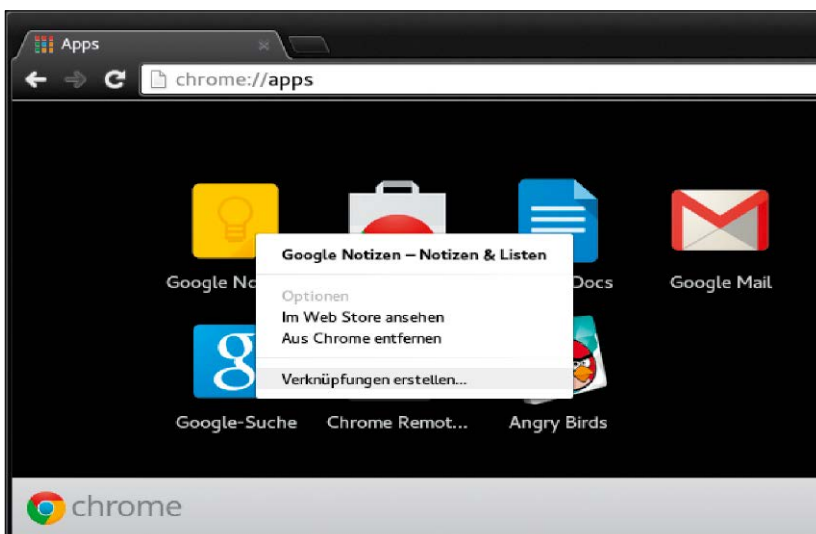 Apps
chrome://apps
Google No
Docs
Google Mail
Google Notizen – Notizen & Listen
Optionen
Im Web Store ansehen
Aus Chrome entfernen
Verknüpfungen erstellen...
Google-Suche
Chrome Remot...
Angry Birds
chrome